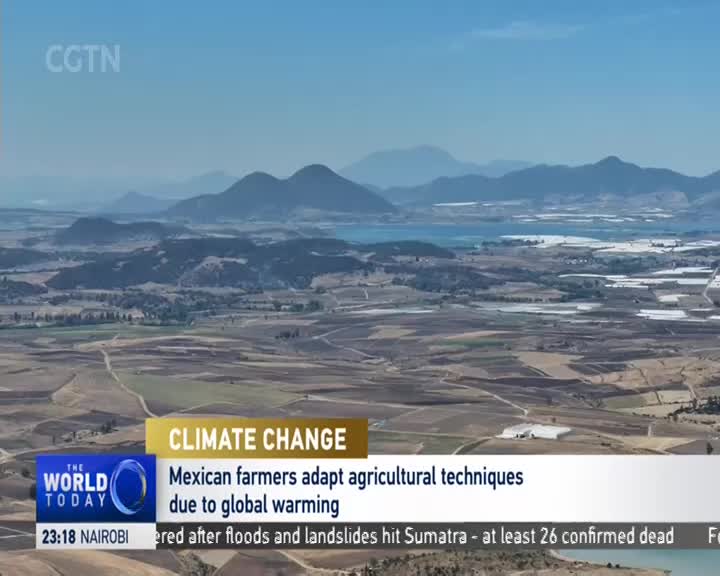 CGTN
CLIMATE CHANGE
THE
WORLD
TODAY
Mexican farmers adapt agricultural techniques
due to global warming
23:18 NAIROBI
after floods and landslides hit Sumatra - at least 26 confirmed dead